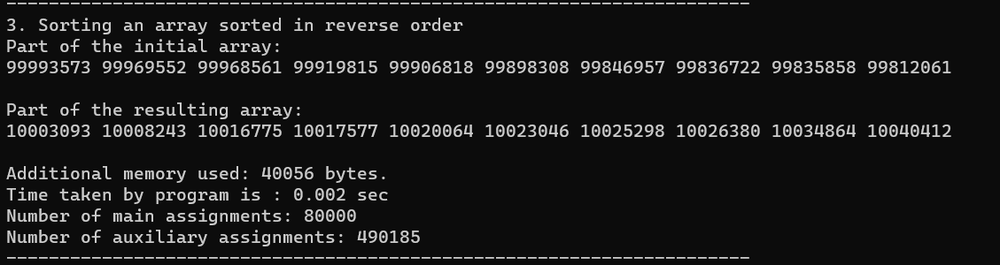 ----------------------------------------------------------------------
3. Sorting an array sorted in reverse order
Part of the initial array:
99993573 99969552 99968561 99919815 99906818 99898308 99846957 99836722 99835858 99812061
Part of the resulting array:
10003093 10008243 10016775 10017577 10020064 10023046 10025298 10026380 10034864 10040412
Additional memory used: 40056 bytes.
Time taken by program is : 0.002 sec
Number of main assignments: 80000
Number of auxiliary assignments: 490185
----------------------------------------------------------------------